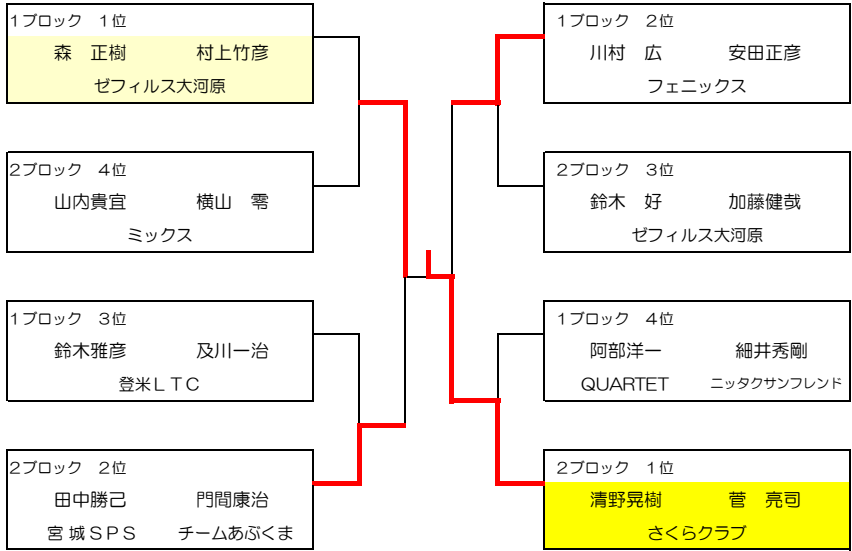 1ブロック　1位
森　正樹　村上竹彦
ゼフィルス大河原
2ブロック　4位
山内貴宜　横山　零
ミックス
1ブロック　3位
鈴木雅彦　及川一治
登米LTC
2ブロック　2位
田中勝己　門間康治
宮城SPS　チームあぶくま
1ブロック　2位
川村　広　安田正彦
フェニックス
2ブロック　3位
鈴木　好　加藤健哉
ゼフィルス大河原
1ブロック　4位
阿部洋一　細井秀剛
QUARTET　ニッタクサンフレンド
2ブロック　1位
清野晃樹　菅　亮司
さくらクラブ